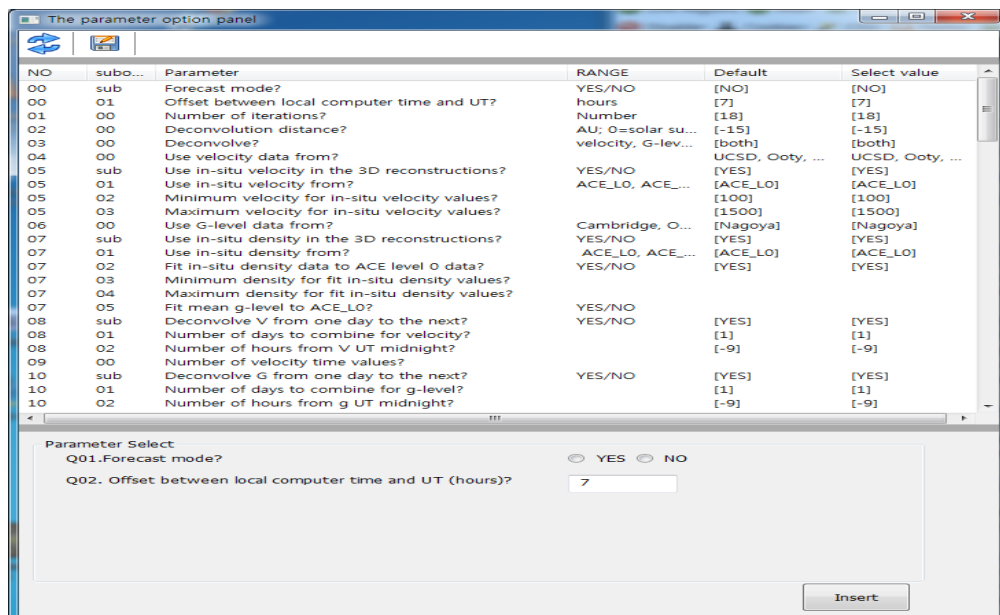 The parameter option panel
NO subo... Parameter RANGE Default Select value
00 sub Forecast mode? YES/NO [NO] [NO]
00 01 Offset between local computer time and UT? hours [7] [7]
01 00 Number of iterations? Number [18] [18]
02 00 Deconvolution distance? AU; 0=solar su... [-15] [-15]
03 00 Deconvolve? velocity, G-lev... [both] [both]
04 00 Use velocity data from? UCSD, Ooty, ... UCSD, Ooty, ...
05 sub Use in-situ velocity in the 3D reconstructions? YES/NO [YES] [YES]
05 01 Use in-situ velocity from? ACE_L0, ACE_... [ACE_L0] [ACE_L0]
05 02 Minimum velocity for in-situ velocity values? [100] [100]
05 03 Maximum velocity for in-situ velocity values? [1500] [1500]
06 00 Use G-level data from? Cambridge, O... [Nagoya] [Nagoya]
07 sub Use in-situ density in the 3D reconstructions? YES/NO [YES] [YES]
07 01 Use in-situ density from? ACE_L0, ACE_... [ACE_L0] [ACE_L0]
07 02 Fit in-situ density data to ACE level 0 data? YES/NO [YES] [YES]
07 03 Minimum density for fit in-situ density values?
07 04 Maximum density for fit in-situ density values?
07 05 Fit mean g-level to ACE_L0? YES/NO
08 sub Deconvolve V from one day to the next? YES/NO [YES] [YES]
08 01 Number of days to combine for velocity? [1] [1]
08 02 Number of hours from V UT midnight? [-9] [-9]
09 00 Number of velocity time values?
10 sub Deconvolve G from one day to the next? YES/NO [YES] [YES]
10 01 Number of days to combine for g-level? [1] [1]
10 02 Number of hours from g UT midnight? [-9] [-9]
Parameter Select
Q01.Forecast mode? YES NO
Q02. Offset between local computer time and UT (hours)? 7
Insert